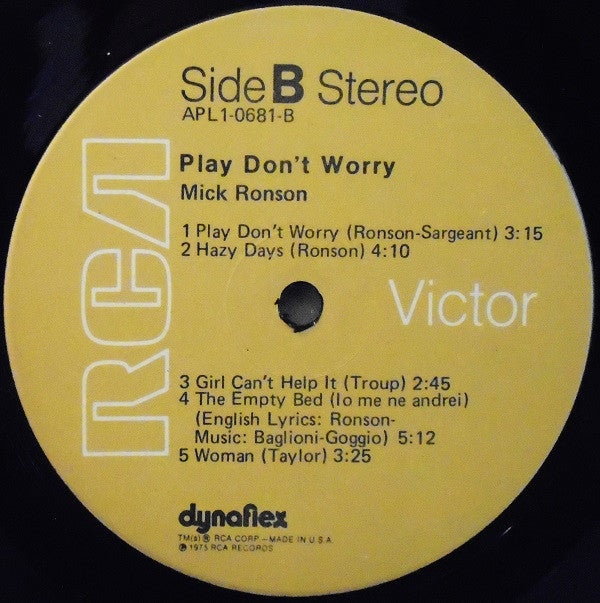 Side B Stereo
APL1-0681-B
Play Don't Worry
Mick Ronson
1 Play Don't Worry (Ronson-Sargeant) 3:15
2 Hazy Days (Ronson) 4:10
RCA
Victor
3 Girl Can't Help It (Troup) 2:45
4 The Empty Bed (Io me ne andrei)
(English Lyrics: Ronson-
Music: Baglioni-Goggio) 5:12
5 Woman (Taylor) 3:25
dynaflex
TM(s) ® RCA CORP.—MADE IN U.S.A.
℗ 1975 RCA RECORDS